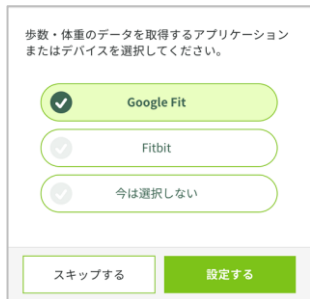 歩数・体重のデータを取得するアプリケーション
またはデバイスを選択してください。
Google Fit
Fitbit
今は選択しない
スキップする
設定する